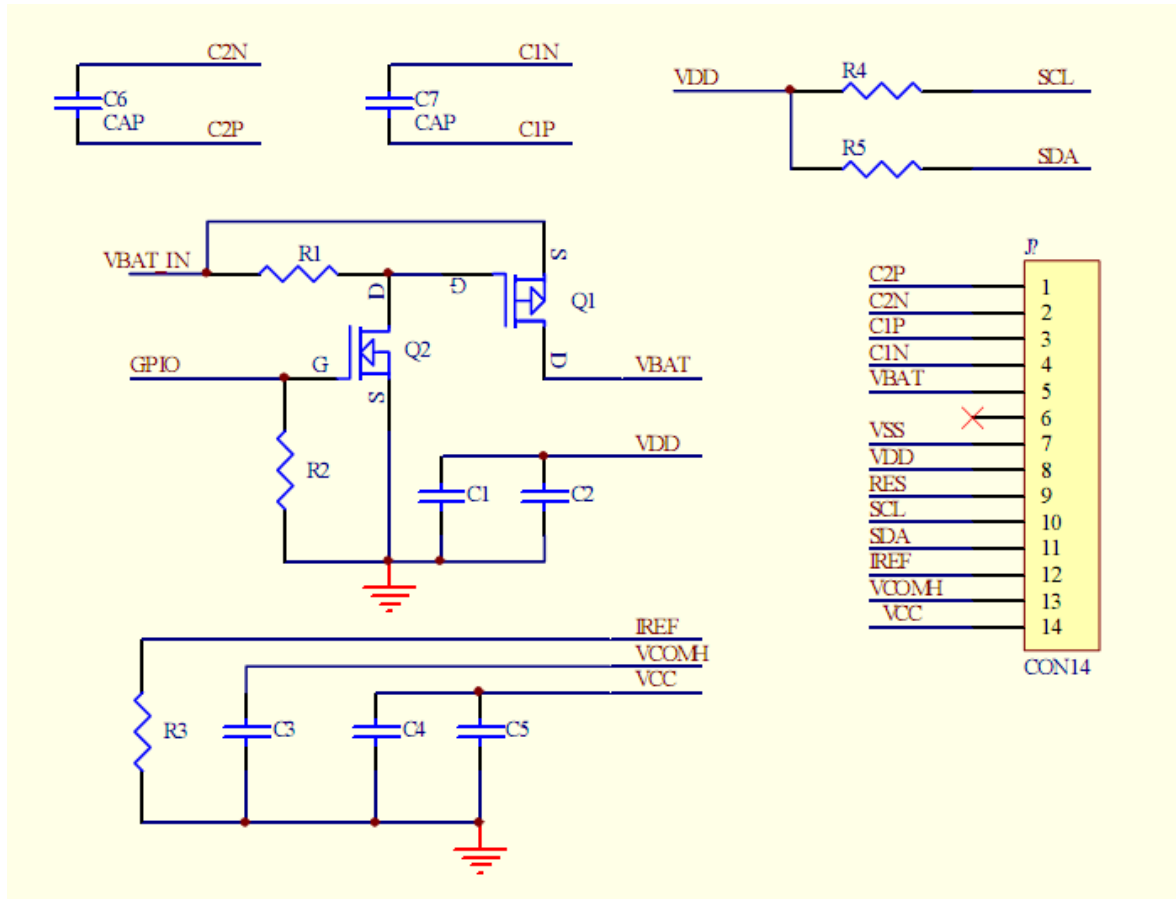 C2N
C6
CAP
C2P
C1N
C7
CAP
C1P
VDD
R4
SCL
R5
SDA
VBAT_IN
R1
D
G
S
Q1
D
VBAT
GPIO
G
Q2
S
R2
VDD
C1
C2
IREF
VCOMH
VCC
R3
C3
C4
C5
J?
C2P 1
C2N 2
C1P 3
C1N 4
VBAT 5
6
VSS 7
VDD 8
RES 9
SCL 10
SDA 11
IREF 12
VCOMH 13
VCC 14
CON14